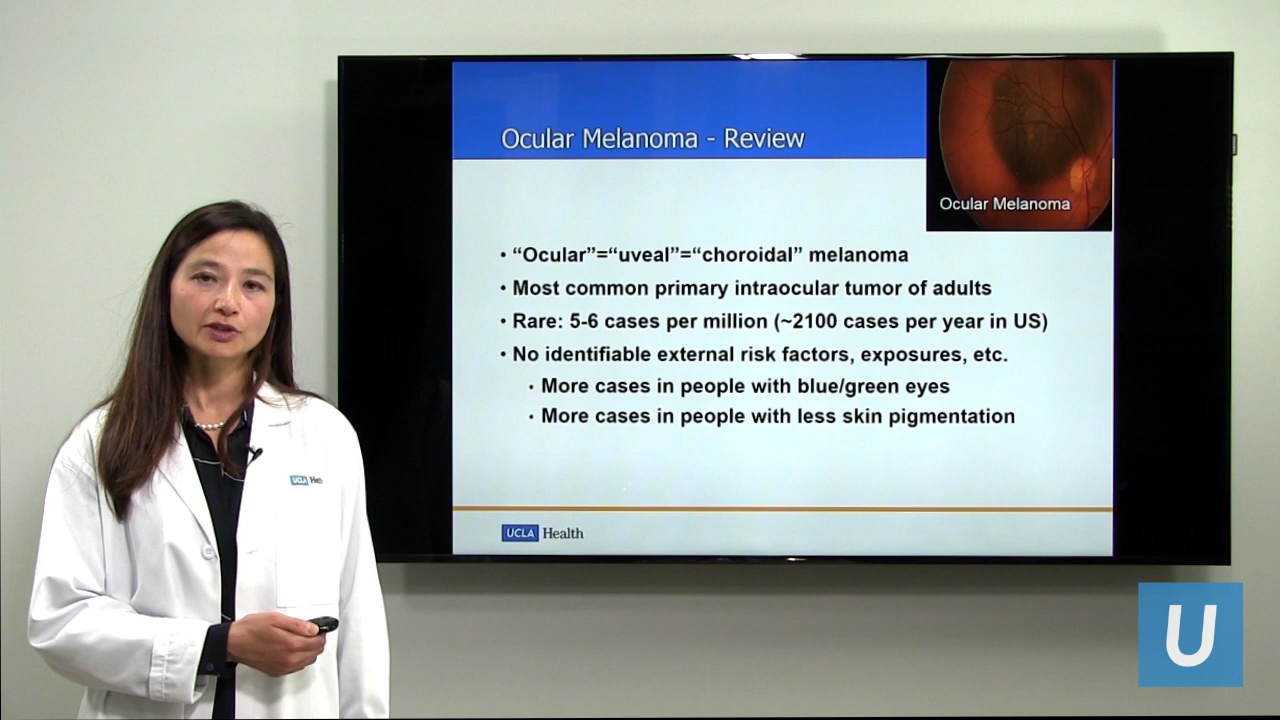 Ocular Melanoma - Review
Ocular Melanoma
• “Ocular”=“uveal”=“choroidal” melanoma
• Most common primary intraocular tumor of adults
• Rare: 5-6 cases per million (~2100 cases per year in US)
• No identifiable external risk factors, exposures, etc.
• More cases in people with blue/green eyes
• More cases in people with less skin pigmentation
UCLA Health
UCLA
U